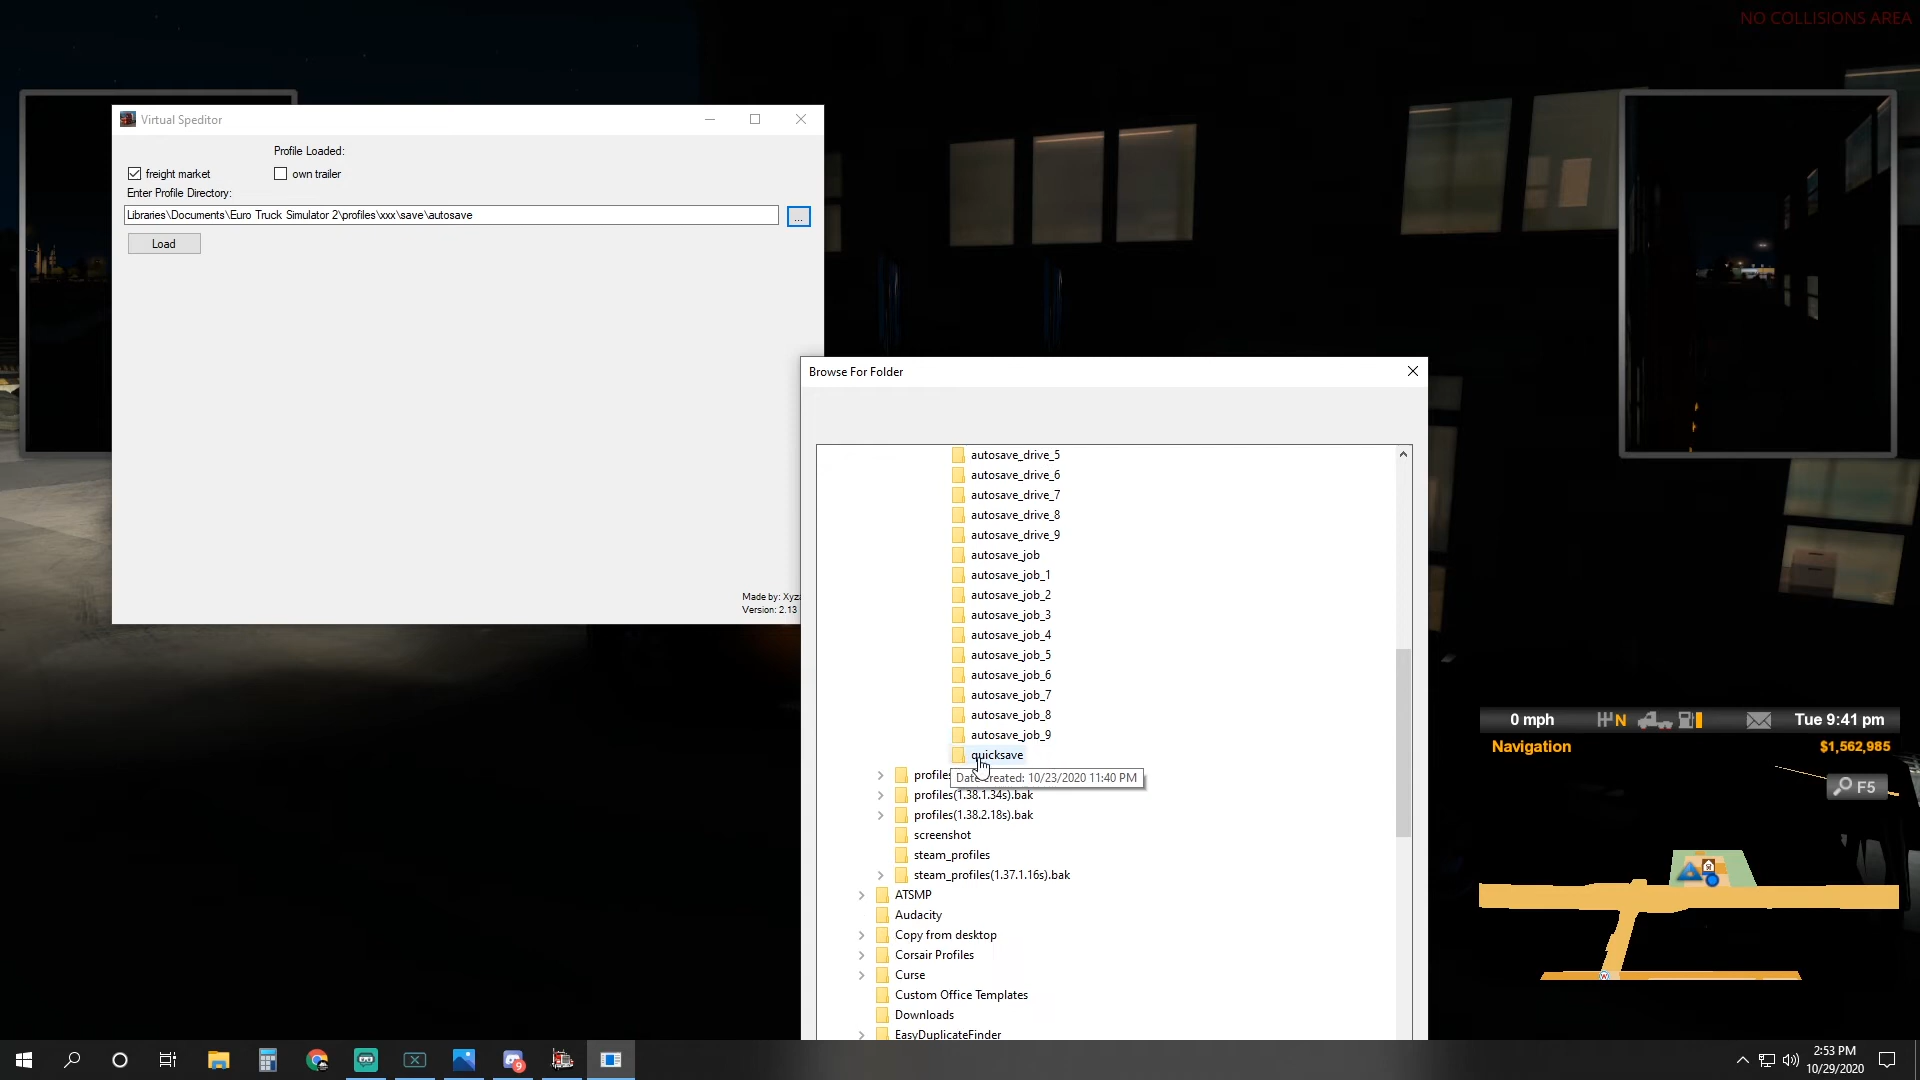 NO COLLISIONS AREA
Virtual Speditor
Profile Loaded:
freight market
own trailer
Enter Profile Directory:
Libraries\Documents\Euro Truck Simulator 2\profiles\xxx\save\autosave
...
Load
Made by: Xyz
Version: 2.13
Browse For Folder
autosave_drive_5
autosave_drive_6
autosave_drive_7
autosave_drive_8
autosave_drive_9
autosave_job
autosave_job_1
autosave_job_2
autosave_job_3
autosave_job_4
autosave_job_5
autosave_job_6
autosave_job_7
autosave_job_8
autosave_job_9
quicksave
profiles
Date created: 10/23/2020 11:40 PM
profiles(1.38.1.34s).bak
profiles(1.38.2.18s).bak
screenshot
steam_profiles
steam_profiles(1.37.1.16s).bak
ATSMP
Audacity
Copy from desktop
Corsair Profiles
Curse
Custom Office Templates
Downloads
EasyDuplicateFinder
0 mph
N
Tue 9:41 pm
Navigation
$1,562,985
F5
W
9
2:53 PM
10/29/2020